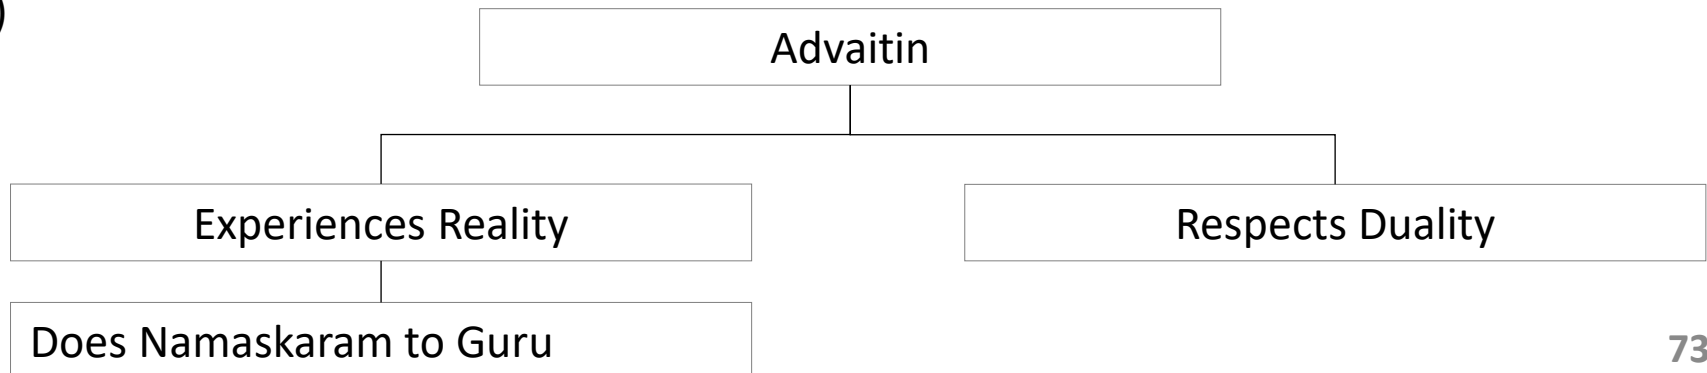 )
Advaitin
Experiences Reality
Respects Duality
Does Namaskaram to Guru
73